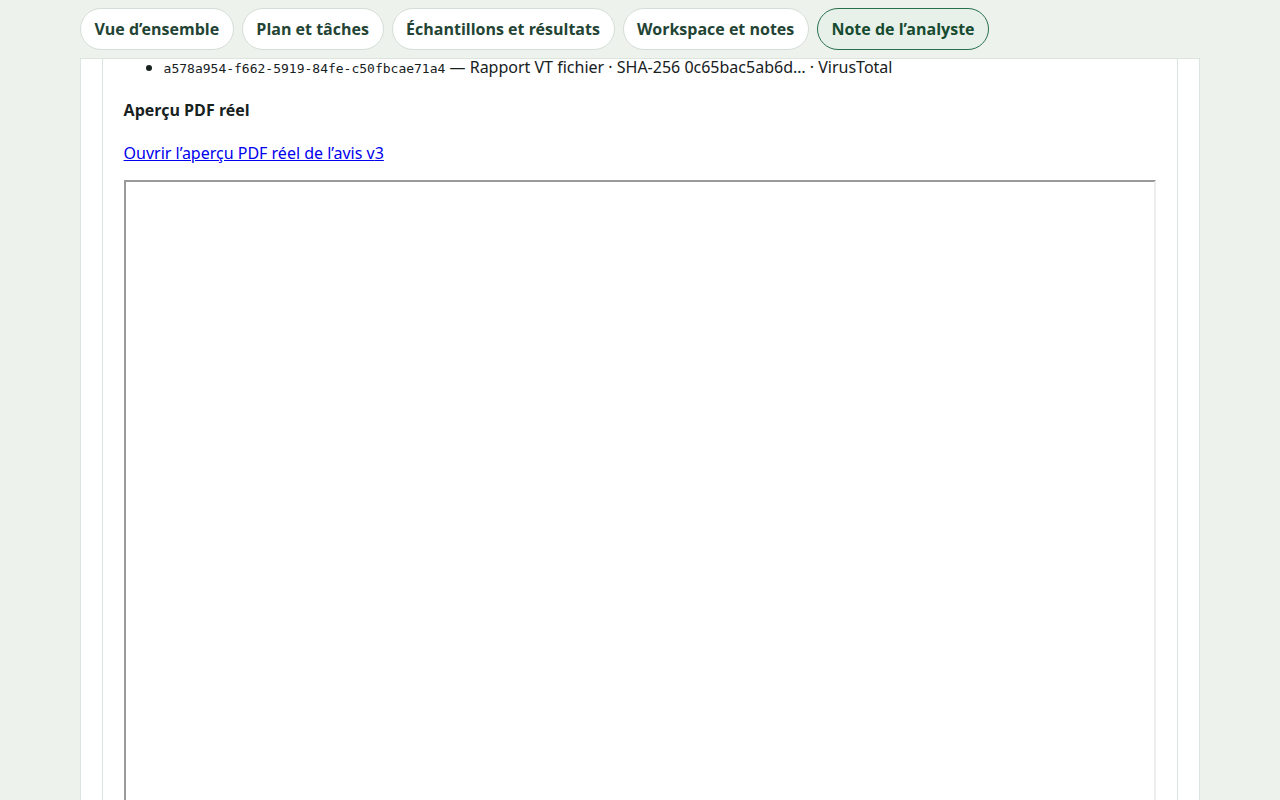 Vue d’ensemble
Plan et tâches
Échantillons et résultats
Workspace et notes
Note de l’analyste
a578a954-f662-5919-84fe-c50fbcae71a4 — Rapport VT fichier · SHA-256 0c65bac5ab6d… · VirusTotal
Aperçu PDF réel
Ouvrir l’aperçu PDF réel de l’avis v3